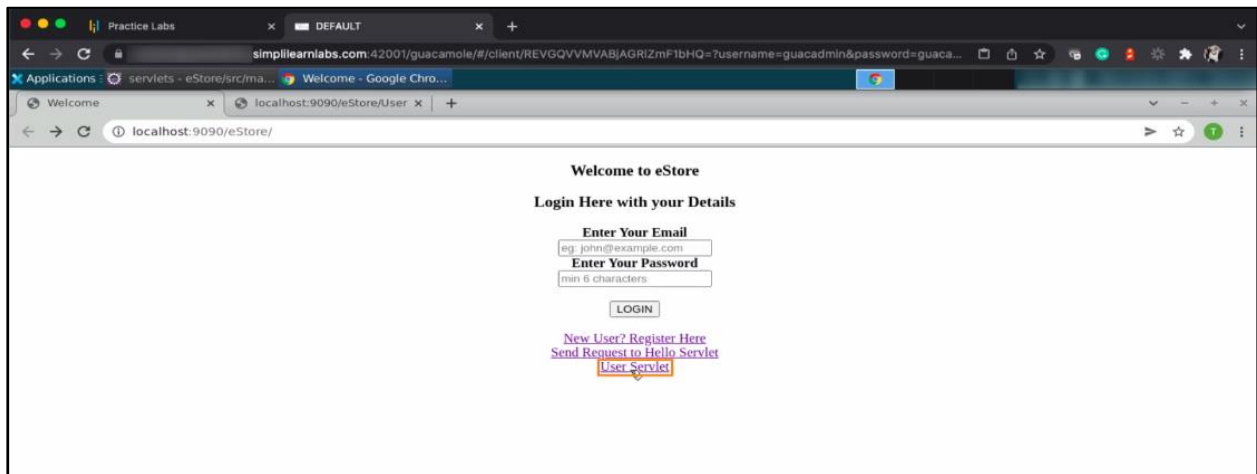 Practice Labs
DEFAULT
simplilearnlabs.com:42001/guacamole/#/client/REVGQVVMVABjAGRlZmF1bHQ=?username=guacadmin&password=guaca...
Applications
servlets - eStore/src/ma...
Welcome - Google Chro...
Welcome
localhost:9090/eStore/User
localhost:9090/eStore/
T
Welcome to eStore
Login Here with your Details
Enter Your Email
eg: john@example.com
Enter Your Password
min 6 characters
LOGIN
New User? Register Here
Send Request to Hello Servlet
User Servlet